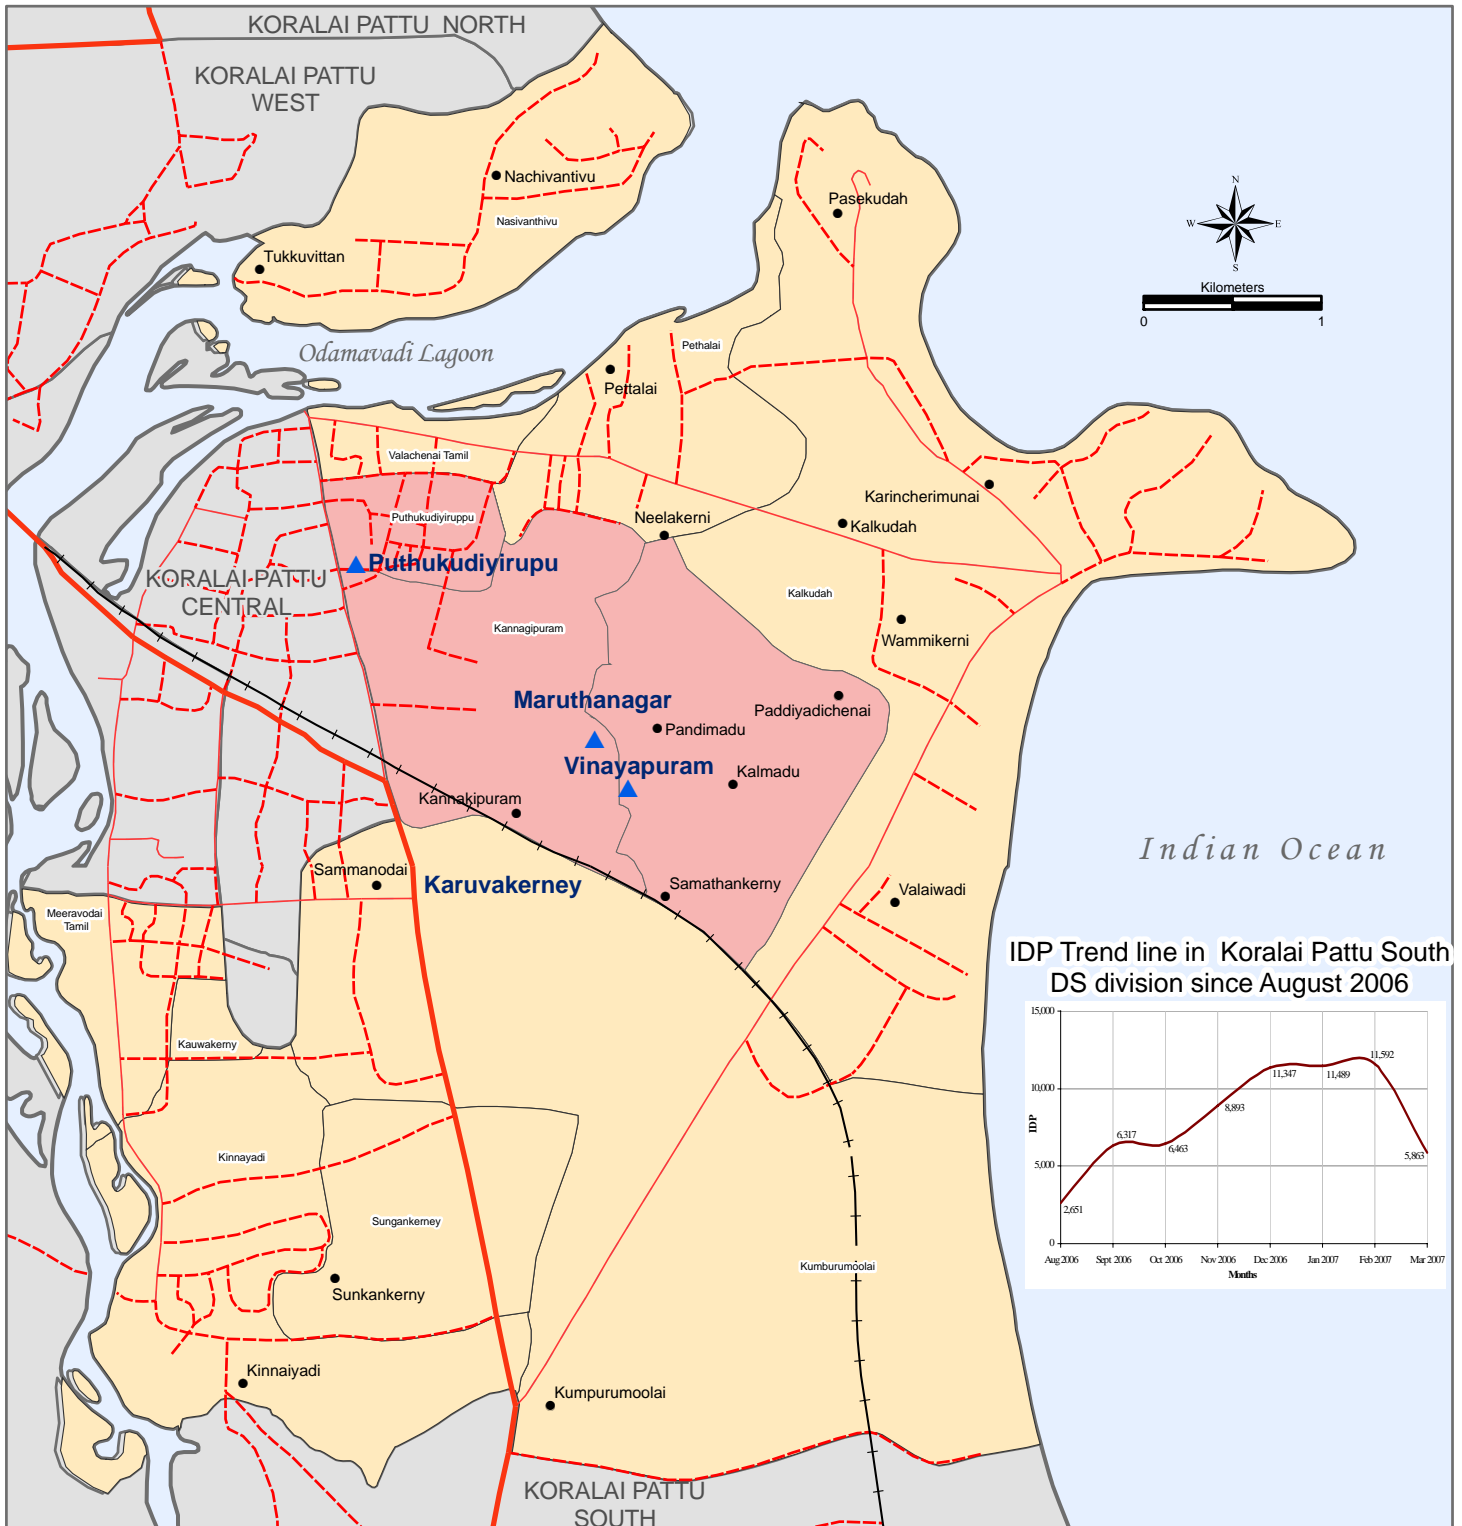 KORALAI PATTU NORTH
KORALAI PATTU
WEST
Nachivantivu
Nasivanthivu
Tukkuvittan
Pasekudah
N
W
E
S
Kilometers
0
1
Odamavadi Lagoon
Pethalai
Pettalai
Valachenai Tamil
Karincherimunai
Puthukudiyiruppu
Neelakerni
Kalkudah
Puthukudiyirupu
KORALAI PATTU
CENTRAL
Kalkudah
Kannagipuram
Wammikerni
Maruthanagar
Paddiyadichenai
Pandimadu
Vinayapuram
Kalmadu
Kannakipuram
Indian Ocean
Sammanodai
Karuvakerney
Samathankerny
Valaiwadi
Meeravodai
Tamil
IDP Trend line in Koralai Pattu South
DS division since August 2006
15,000
10,000
5,000
0
IDP
2,651
6,317
6,463
8,893
11,347
11,489
11,592
5,863
Aug 2006
Sept 2006
Oct 2006
Nov 2006
Dec 2006
Jan 2007
Feb 2007
Mar 2007
Months
Kauwakerny
Kinnayadi
Sungankerney
Kumburumoolai
Sunkankerny
Kinnaiyadi
Kumpurumoolai
KORALAI PATTU
SOUTH